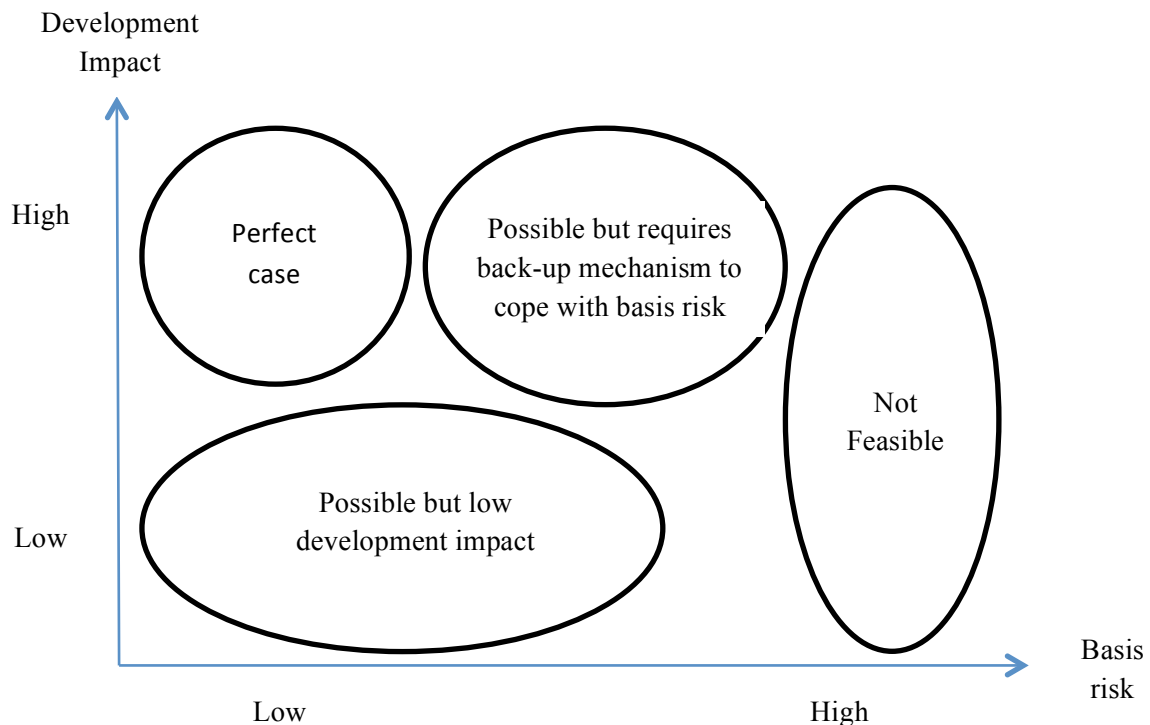 Development
Impact
High
Perfect
case
Possible but requires
back-up mechanism to
cope with basis risk
Not
Feasible
Possible but low
development impact
Low
Basis
risk
Low
High